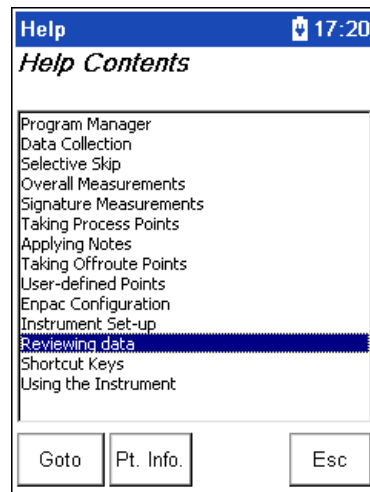 Help 17:20
Help Contents
Program Manager
Data Collection
Selective Skip
Overall Measurements
Signature Measurements
Taking Process Points
Applying Notes
Taking Offroute Points
User-defined Points
Enpac Configuration
Instrument Set-up
Reviewing data
Shortcut Keys
Using the Instrument
Goto Pt. Info. Esc